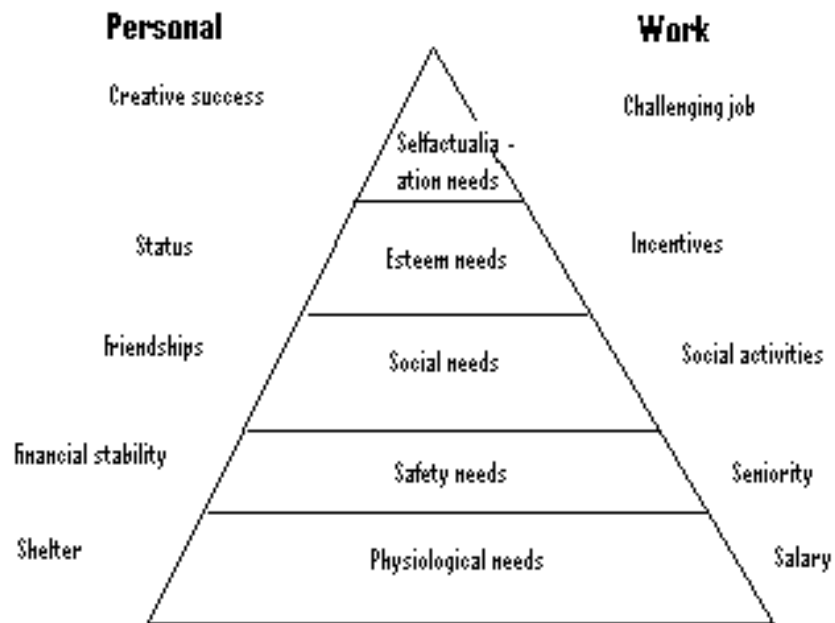 Personal
Work
Creative success
Challenging job
Selfactualia -
ation needs
Status
Esteem needs
Incentives
Friendships
Social needs
Social activities
Financial stability
Safety needs
Seniority
Shelter
Physiological needs
Salary